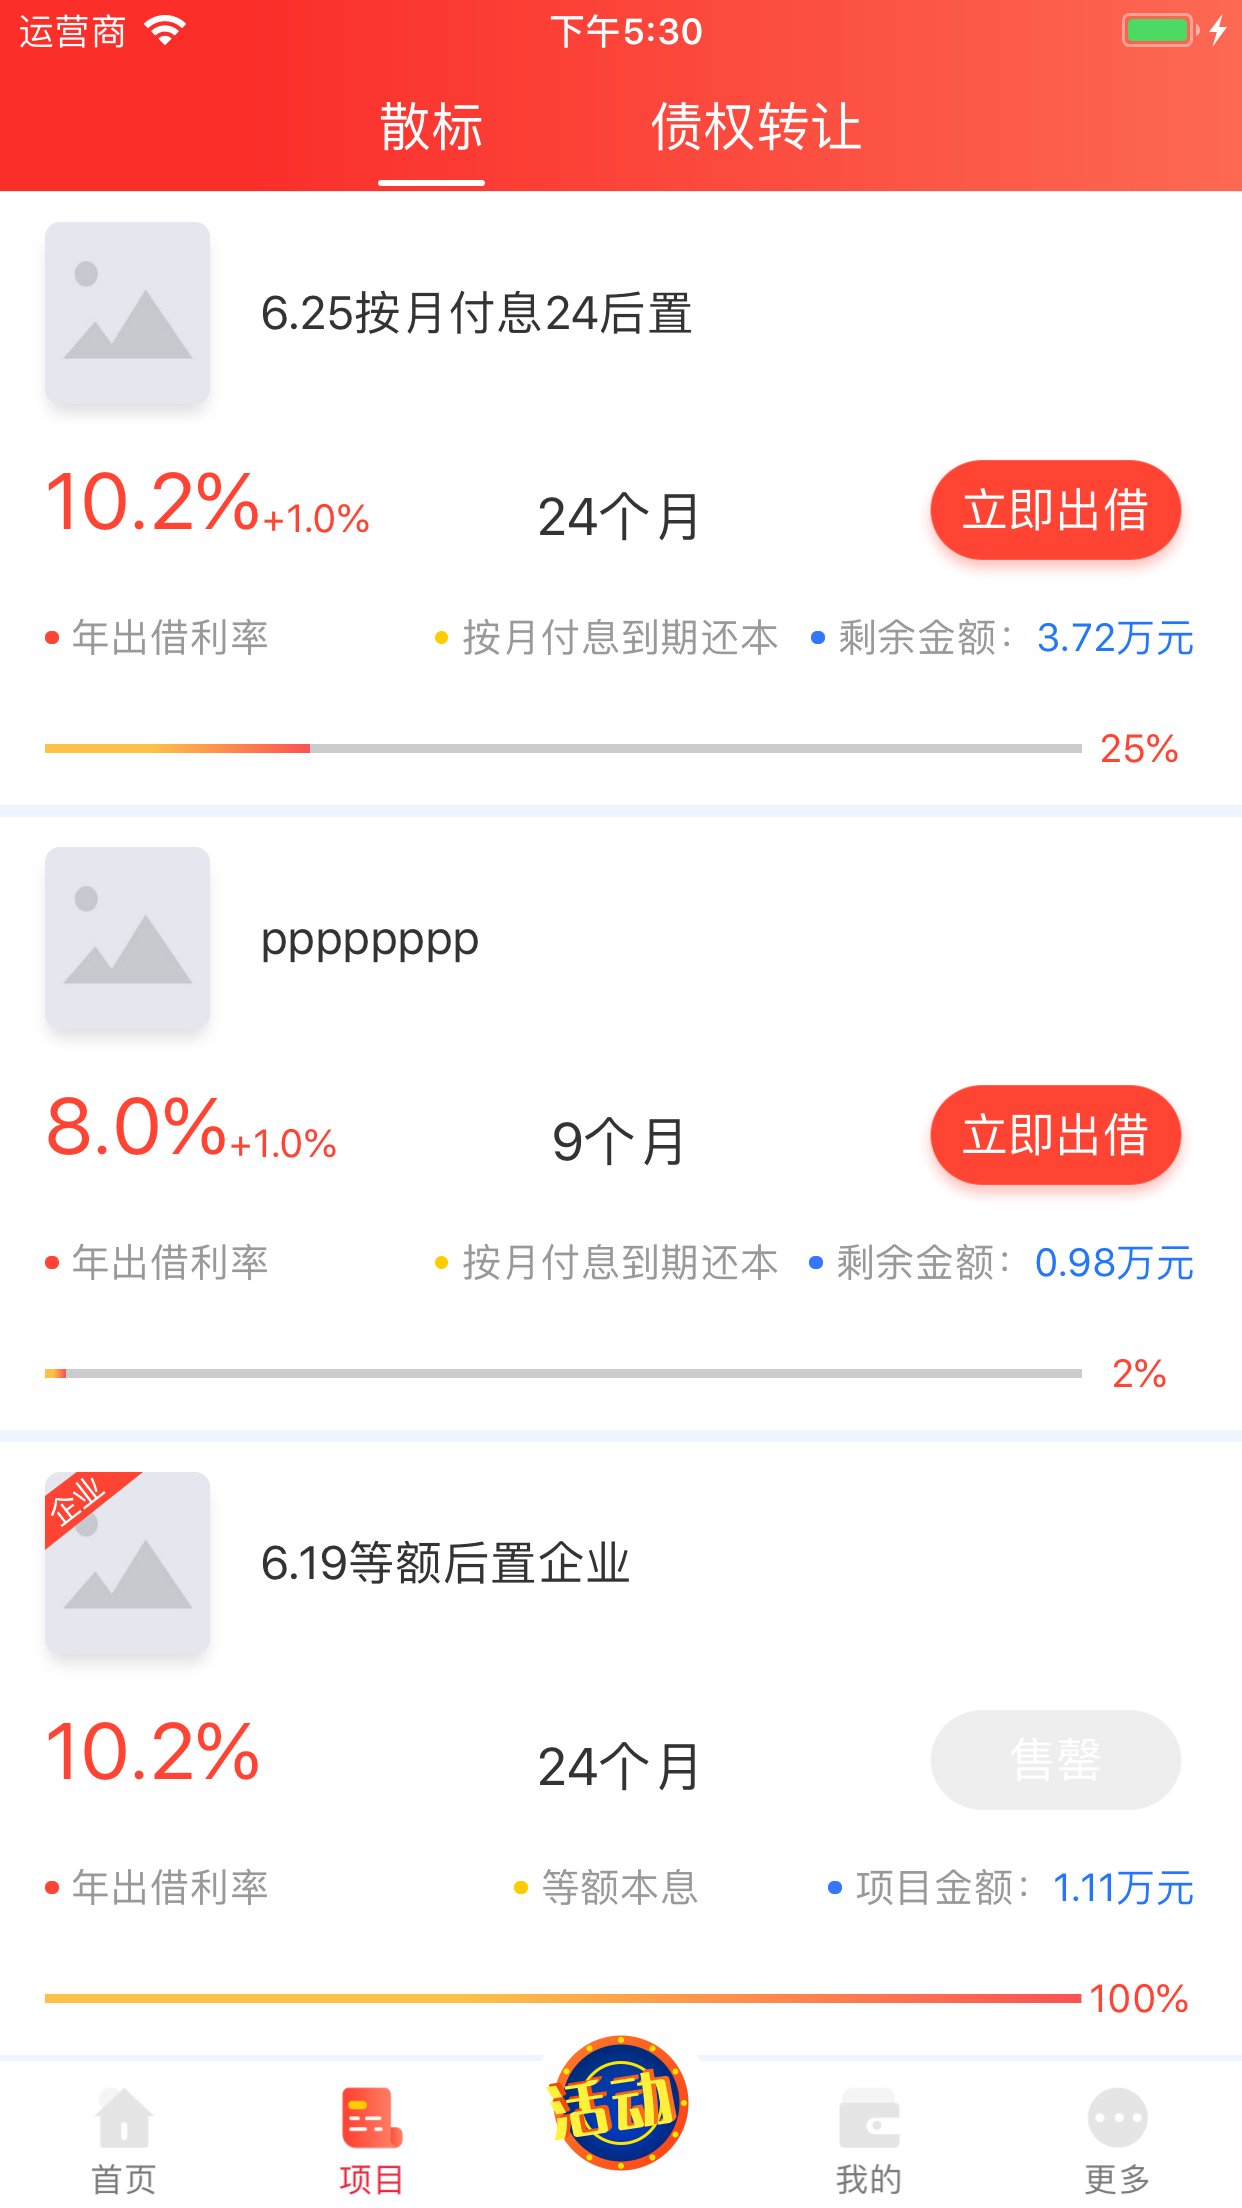 运营商 下午5:30
散标 债权转让
6.25按月付息24后置
10.2%+1.0% 24个月 立即出借
年出借利率 按月付息到期还本 剩余金额： 3.72万元
25%
pppppppp
8.0%+1.0% 9个月 立即出借
年出借利率 按月付息到期还本 剩余金额： 0.98万元
2%
企业
6.19等额后置企业
10.2% 24个月 售罄
年出借利率 等额本息 项目金额： 1.11万元
100%
首页 项目 活动 我的 更多